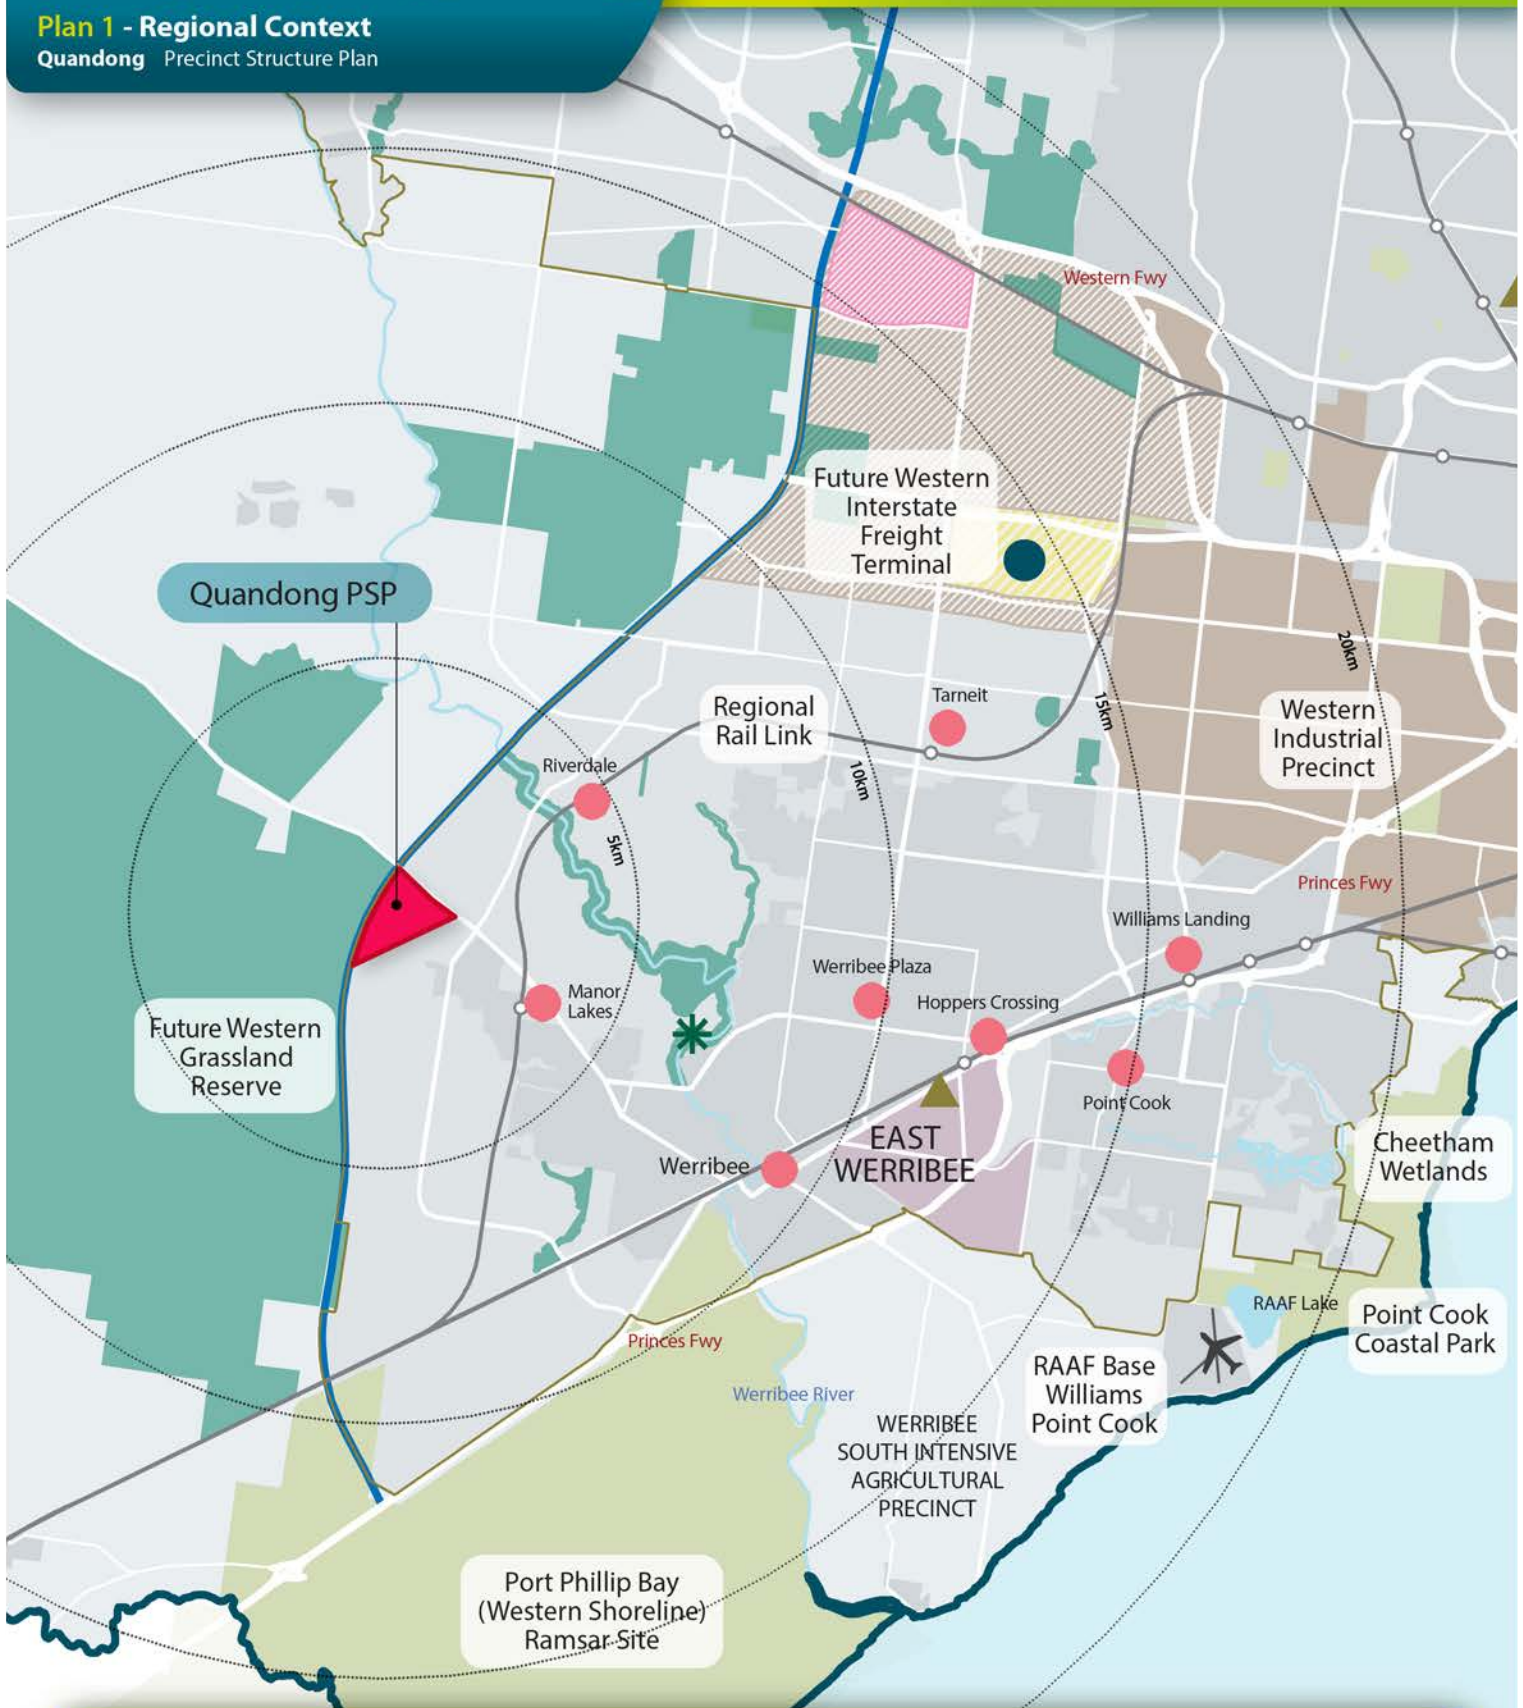 Plan 1 - Regional Context
Quandong Precinct Structure Plan
Western Fwy
Future Western
Interstate
Freight
Terminal
Quandong PSP
20km
Tarneit
15km
Regional
Rail Link
Western
Industrial
Precinct
Riverdale
10km
5km
Princes Fwy
Williams Landing
Werribee Plaza
Manor
Lakes
Hoppers Crossing
Future Western
Grassland
Reserve
Point Cook
EAST
WERRIBEE
Werribee
Cheetham
Wetlands
RAAF Lake
Point Cook
Coastal Park
Princes Fwy
RAAF Base
Williams
Point Cook
Werribee River
WERRIBEE
SOUTH INTENSIVE
AGRICULTURAL
PRECINCT
Port Phillip Bay
(Western Shoreline)
Ramsar Site